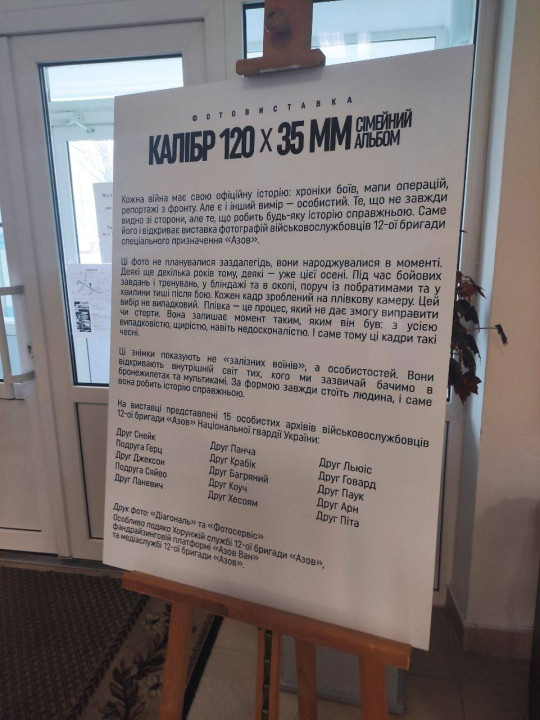 ФОТОВИСТАВКА
КАЛІБР 120 Х 35 ММ СІМЕЙНИЙ
АЛЬБОМ
Кожна війна має свою офіційну історію: хроніки боїв, мапи операцій,
репортажі з фронту. Але є і інший вимір — особистий. Те, що не завжди
видно зі сторони, але те, що робить будь-яку історію справжньою. Саме
його і відкриває виставка фотографій військовослужбовців 12-ої бригади
спеціального призначення «Азов».
Ці фото не планувалися заздалегідь, вони народжувалися в моменті.
Деякі ще декілька років тому, деякі — уже цієї осені. Під час бойових
завдань і тренувань, у бліндажі та в окопі, поруч із побратимами та у
хвилини тиші після бою. Кожен кадр зроблений на плівкову камеру. Цей
вибір не випадковий. Плівка — це процес, який не дає змогу виправити
чи стерти. Вона залишає момент таким, яким він був: з усією
випадковістю, щирістю, навіть недосконалістю. І саме тому ці кадри такі
чесні.
Ці знімки показують не «залізних воїнів», а особистостей. Вони
відкривають внутрішній світ тих, кого ми зазвичай бачимо в
бронежилетах та мультикамі. За формою завжди стоїть людина, і саме
вона робить історію справжньою.
На виставці представлені 15 особистих архівів військовослужбовців
12-ої бригади «Азов» Національної гвардії України:
Друг Снейк
Подруга Герц
Друг Джексон
Подруга Сяйво
Друг Ланевич
Друг Панча
Друг Крабік
Друг Багряний
Друг Коуч
Друг Хесоям
Друг Льюіс
Друг Говард
Друг Паук
Друг Арн
Друг Піта
Друк фото: «Діагональ» та «Фотосервіс»
Особлива подяка Хорунжій службі 12-ої бригади «Азов»,
фандрайзинговій платформі «Азов Ван»
та медіаслужбі 12-ої бригади «Азов».